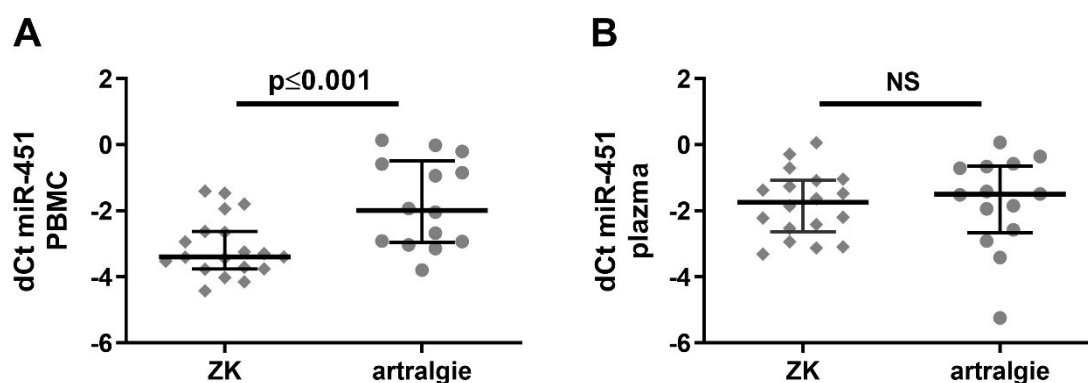 A
p≤0.001
dCt miR-451
PBMC
2
0
-2
-4
-6
ZK
artralgie
B
NS
dCt miR-451
plazma
2
0
-2
-4
-6
ZK
artralgie